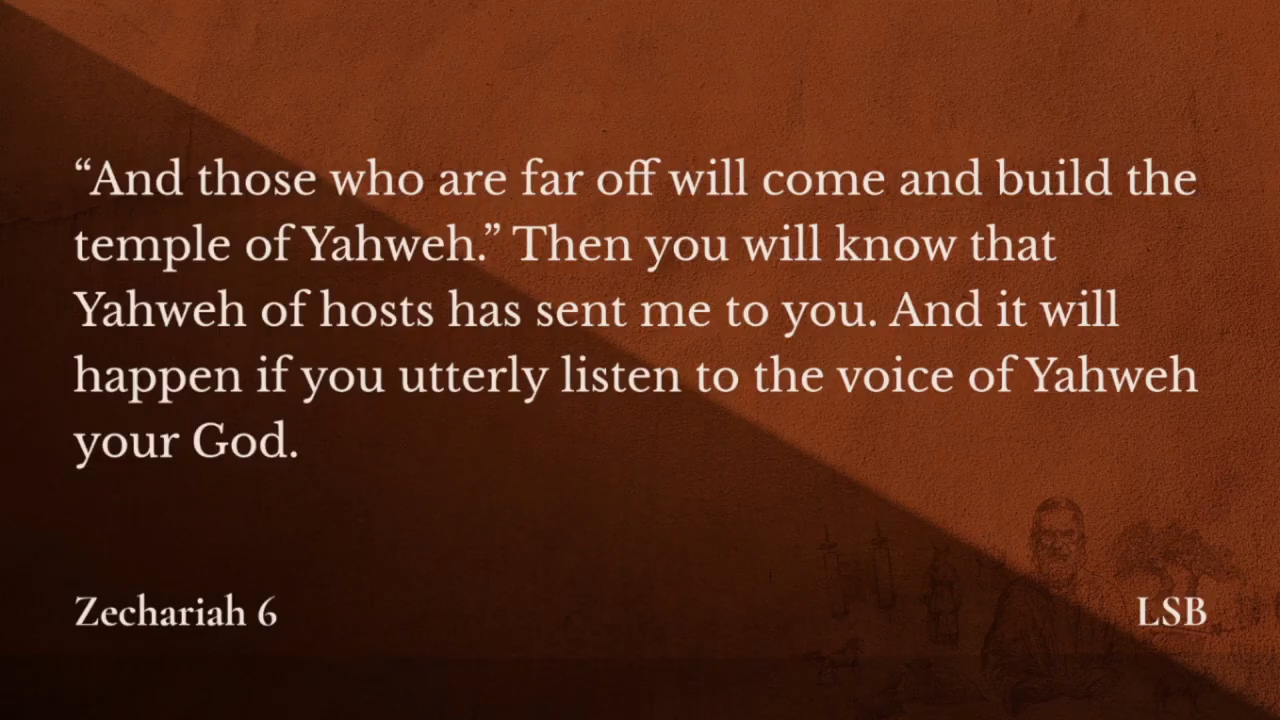 “And those who are far off will come and build the
temple of Yahweh.” Then you will know that
Yahweh of hosts has sent me to you. And it will
happen if you utterly listen to the voice of Yahweh
your God.
Zechariah 6
LSB